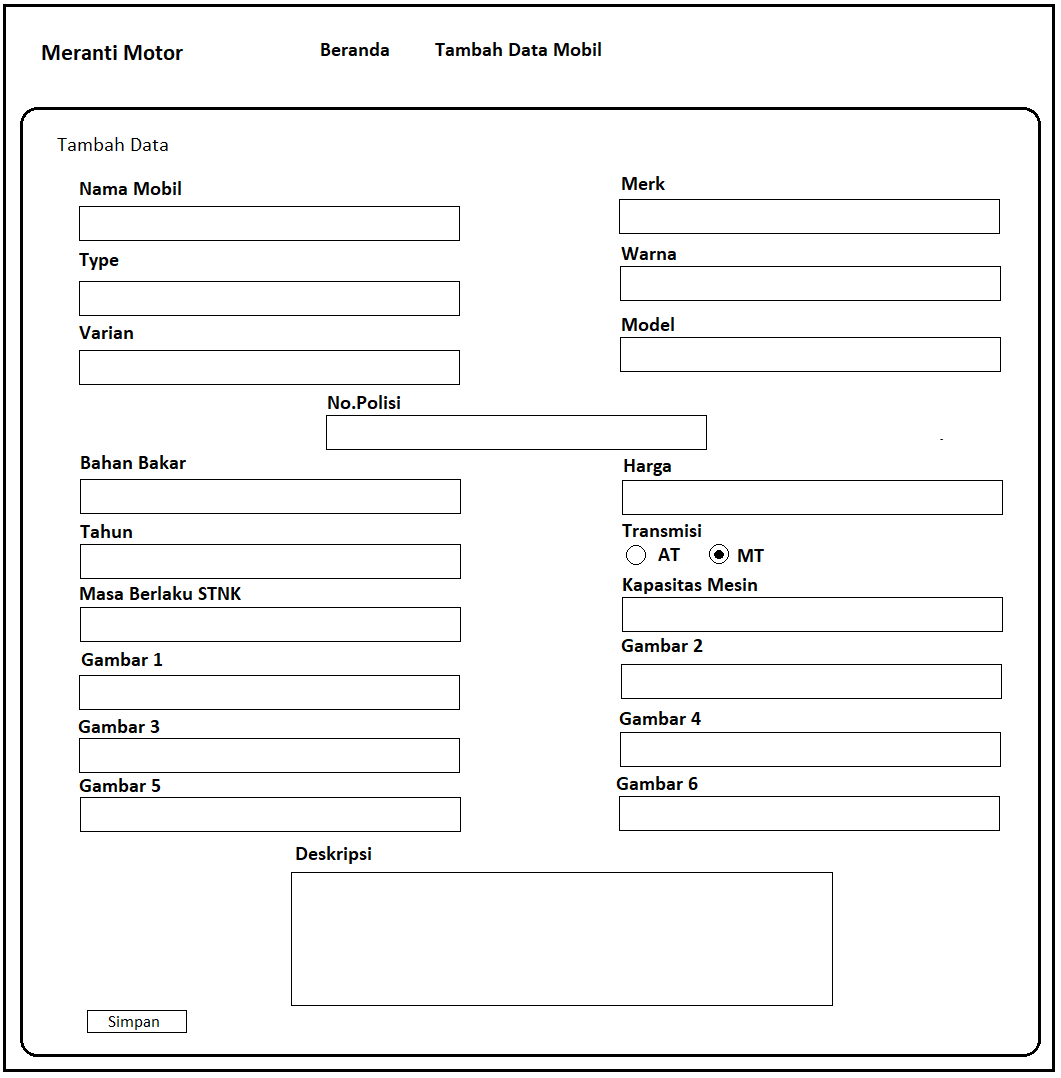 Meranti Motor Beranda Tambah Data Mobil
Tambah Data
Nama Mobil Merk
Type Warna
Varian Model
No.Polisi
Bahan Bakar Harga
Tahun Transmisi
AT MT
Masa Berlaku STNK Kapasitas Mesin
Gambar 1 Gambar 2
Gambar 3 Gambar 4
Gambar 5 Gambar 6
Deskripsi
Simpan